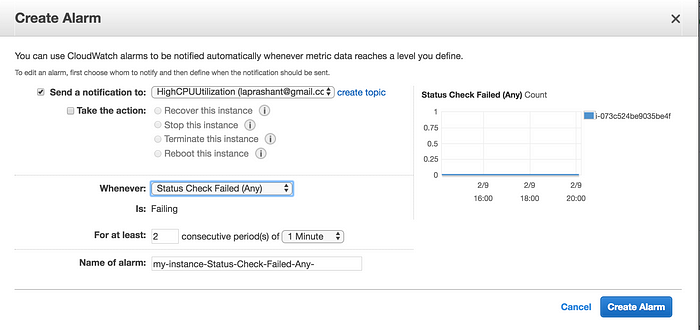 Create Alarm
You can use CloudWatch alarms to be notified automatically whenever metric data reaches a level you define.
To edit an alarm, first choose whom to notify and then define when the notification should be sent.
Send a notification to: HighCPUUtilization (laprashant@gmail.cc create topic
Take the action: Recover this instance i
Stop this instance i
Terminate this instance i
Reboot this instance i
Whenever: Status Check Failed (Any)
Is: Failing
For at least: 2 consecutive period(s) of 1 Minute
Name of alarm: my-instance-Status-Check-Failed-Any-
Status Check Failed (Any) Count
1
0.75
0.5
0.25
0
2/9 2/9 2/9
16:00 18:00 20:00
i-073c524be9035be4f
Cancel Create Alarm